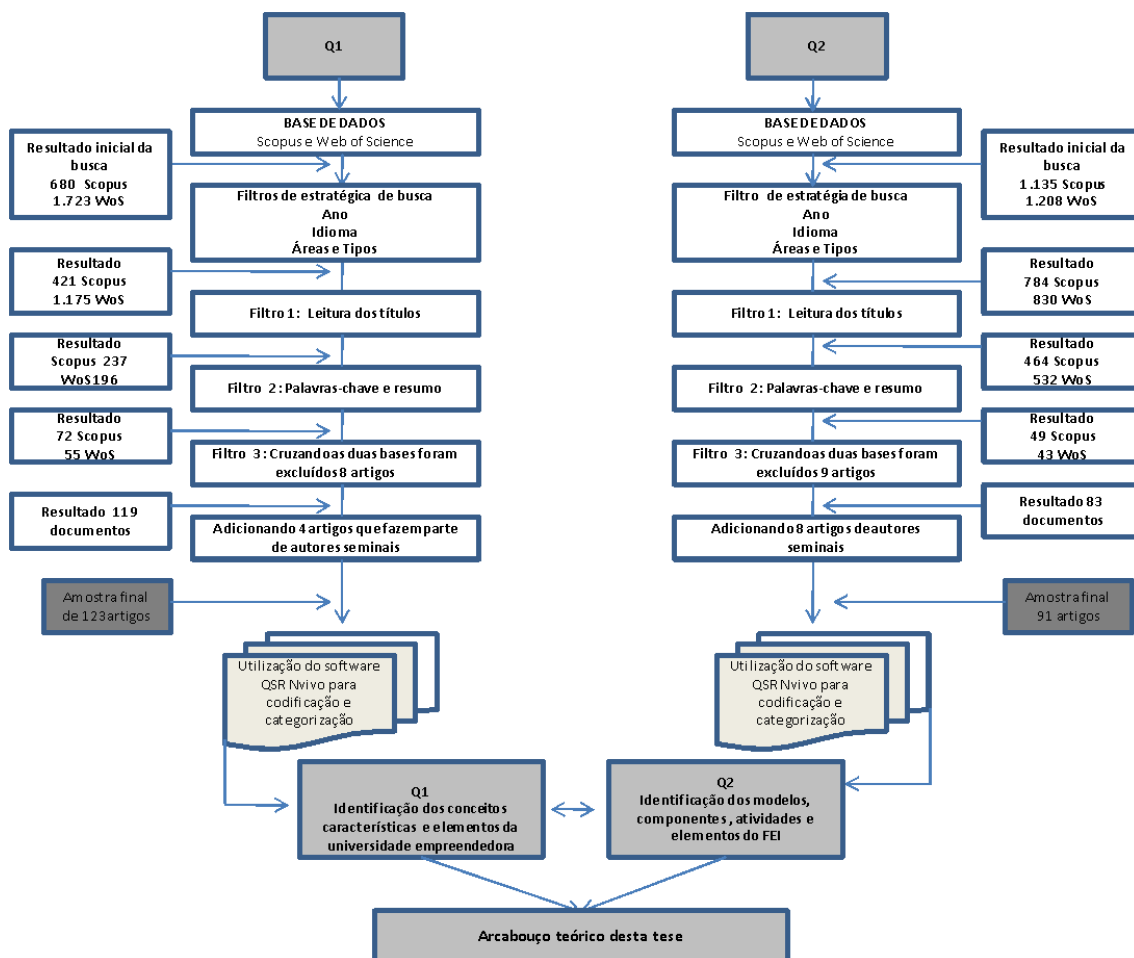 Q1
BASE DE DADOS
Scopus e Web of Science
Resultado inicial da
busca
680 Scopus
1.723 WoS
Filtros de estratégica de busca
Ano
Idioma
Áreas e Tipos
Resultado
421 Scopus
1.175 WoS
Filtro 1: Leitura dos títulos
Resultado
Scopus 237
WoS196
Filtro 2: Palavras-chave e resumo
Resultado
72 Scopus
55 WoS
Filtro 3: Cruzandoas duas bases foram
excluídos 8 artigos
Resultado 119
documentos
Adicionando 4 artigos que fazem parte
de autores seminais
Amostra final
de 123 artigos
Utilização do software
QSR Nvivo para
codificação e
categorização
Q2
BASE DE DADOS
Scopus e Web of Science
Resultado inicial da
busca
1.135 Scopus
1.208 WoS
Filtro de estratégia de busca
Ano
Idioma
Áreas e Tipos
Resultado
784 Scopus
830 WoS
Filtro 1: Leitura dos títulos
Resultado
464 Scopus
532 WoS
Filtro 2: Palavras-chave e resumo
Resultado
49 Scopus
43 WoS
Filtro 3: Cruzandoas duas bases foram
excluídos 9 artigos
Resultado 83
documentos
Adicionando 8 artigos de autores
seminais
Amostra final
91 artigos
Utilização do software
QSR Nvivo para
codificação e
categorização
Q1
Identificação dos conceitos
características e elementos da
universidade empreendedora
Q2
Identificação dos modelos,
componentes, atividades e
elementos do FEI
Arcabouço teórico desta tese